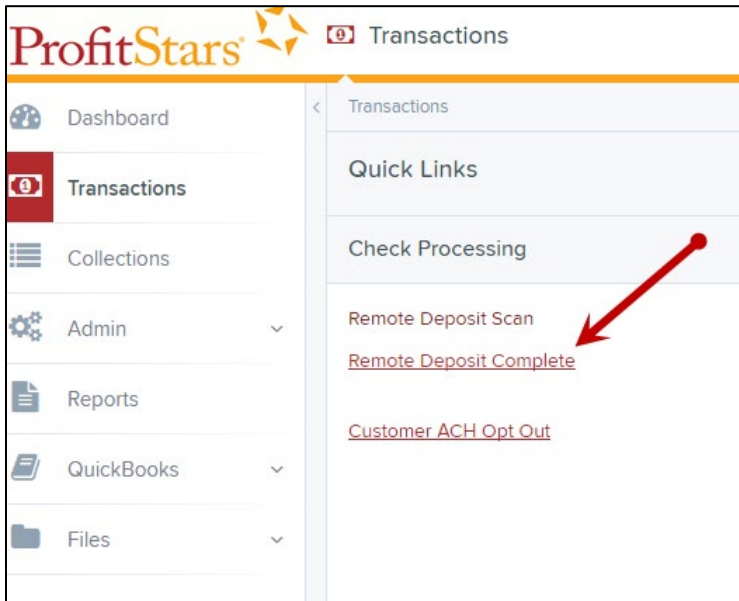 ProfitStars®
Transactions
Dashboard
Transactions
Collections
Admin
Reports
QuickBooks
Files
Transactions
Quick Links
Check Processing
Remote Deposit Scan
Remote Deposit Complete
Customer ACH Opt Out